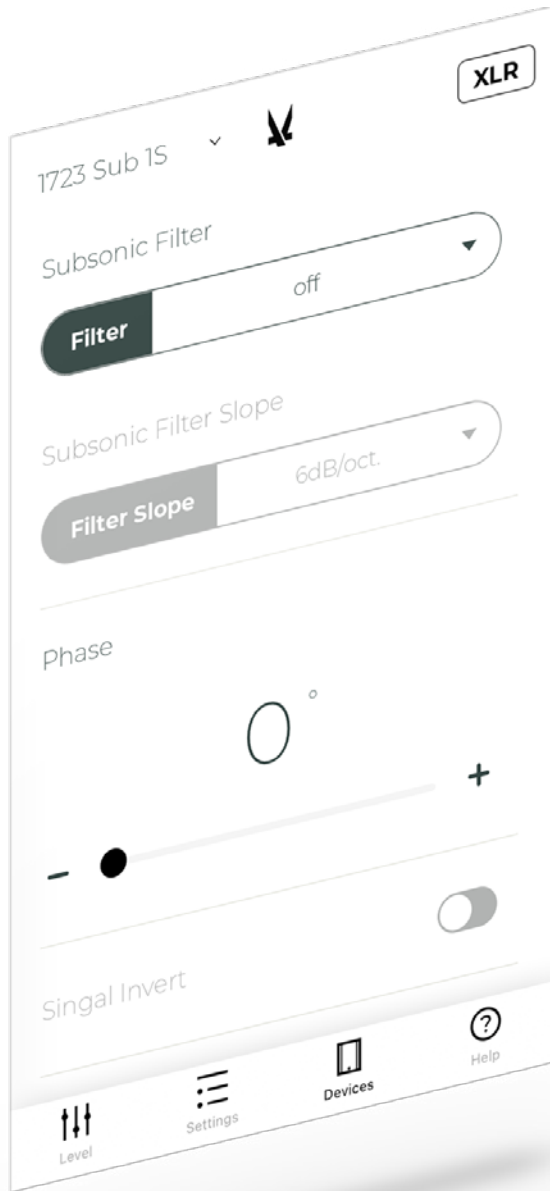 XLR
1723 Sub 1S
Subsonic Filter
Filter off
Subsonic Filter Slope
Filter Slope 6dB/oct.
Phase
0°
- +
Singal Invert
Level Settings Devices Help